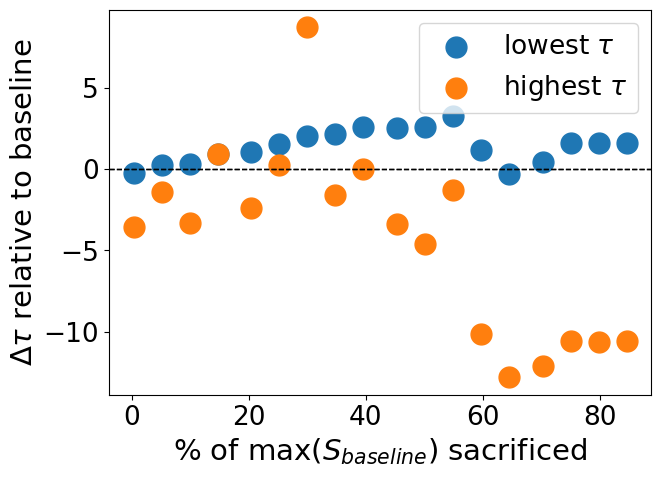 lowest τ
highest τ
Δτ relative to baseline
5
0
−5
−10
0 20 40 60 80
% of max(S_baseline) sacrificed